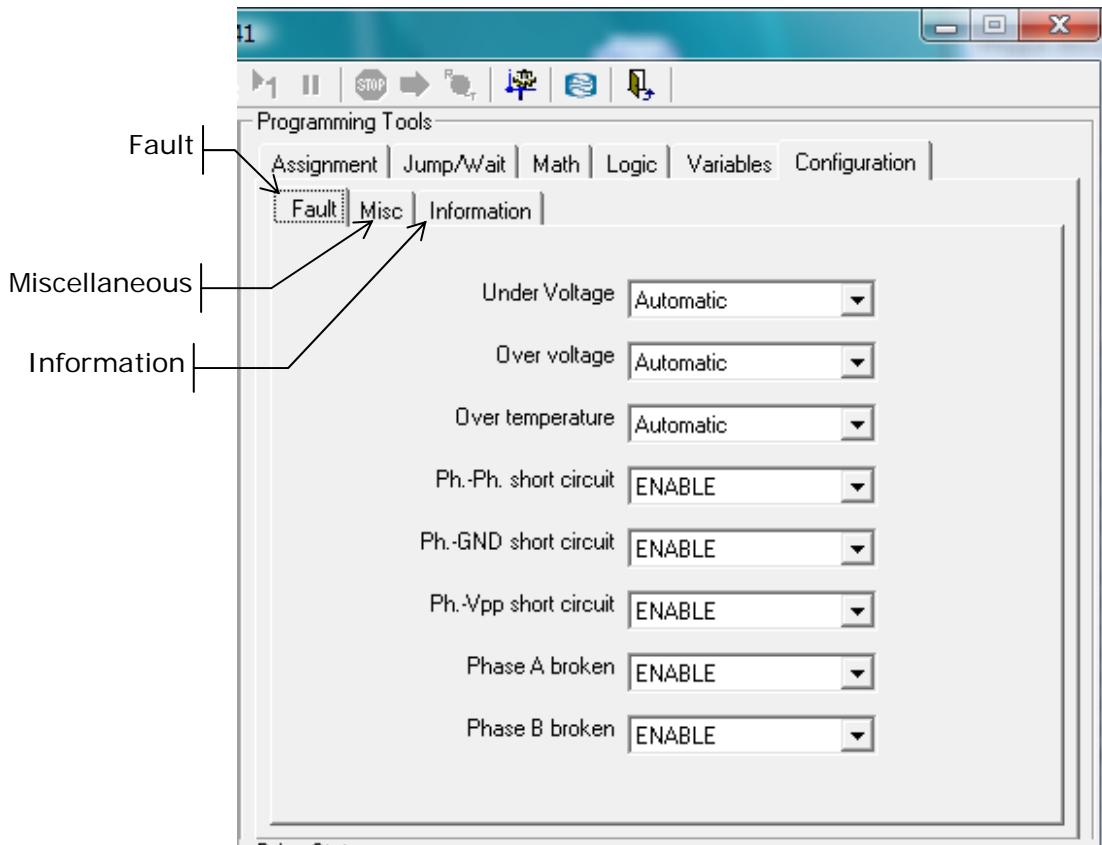 41
STOP
Programming Tools
Fault
Assignment Jump/Wait Math Logic Variables Configuration
Fault Misc Information
Miscellaneous
Under Voltage Automatic
Information
Over voltage Automatic
Over temperature Automatic
Ph.-Ph. short circuit ENABLE
Ph.-GND short circuit ENABLE
Ph.-Vpp short circuit ENABLE
Phase A broken ENABLE
Phase B broken ENABLE